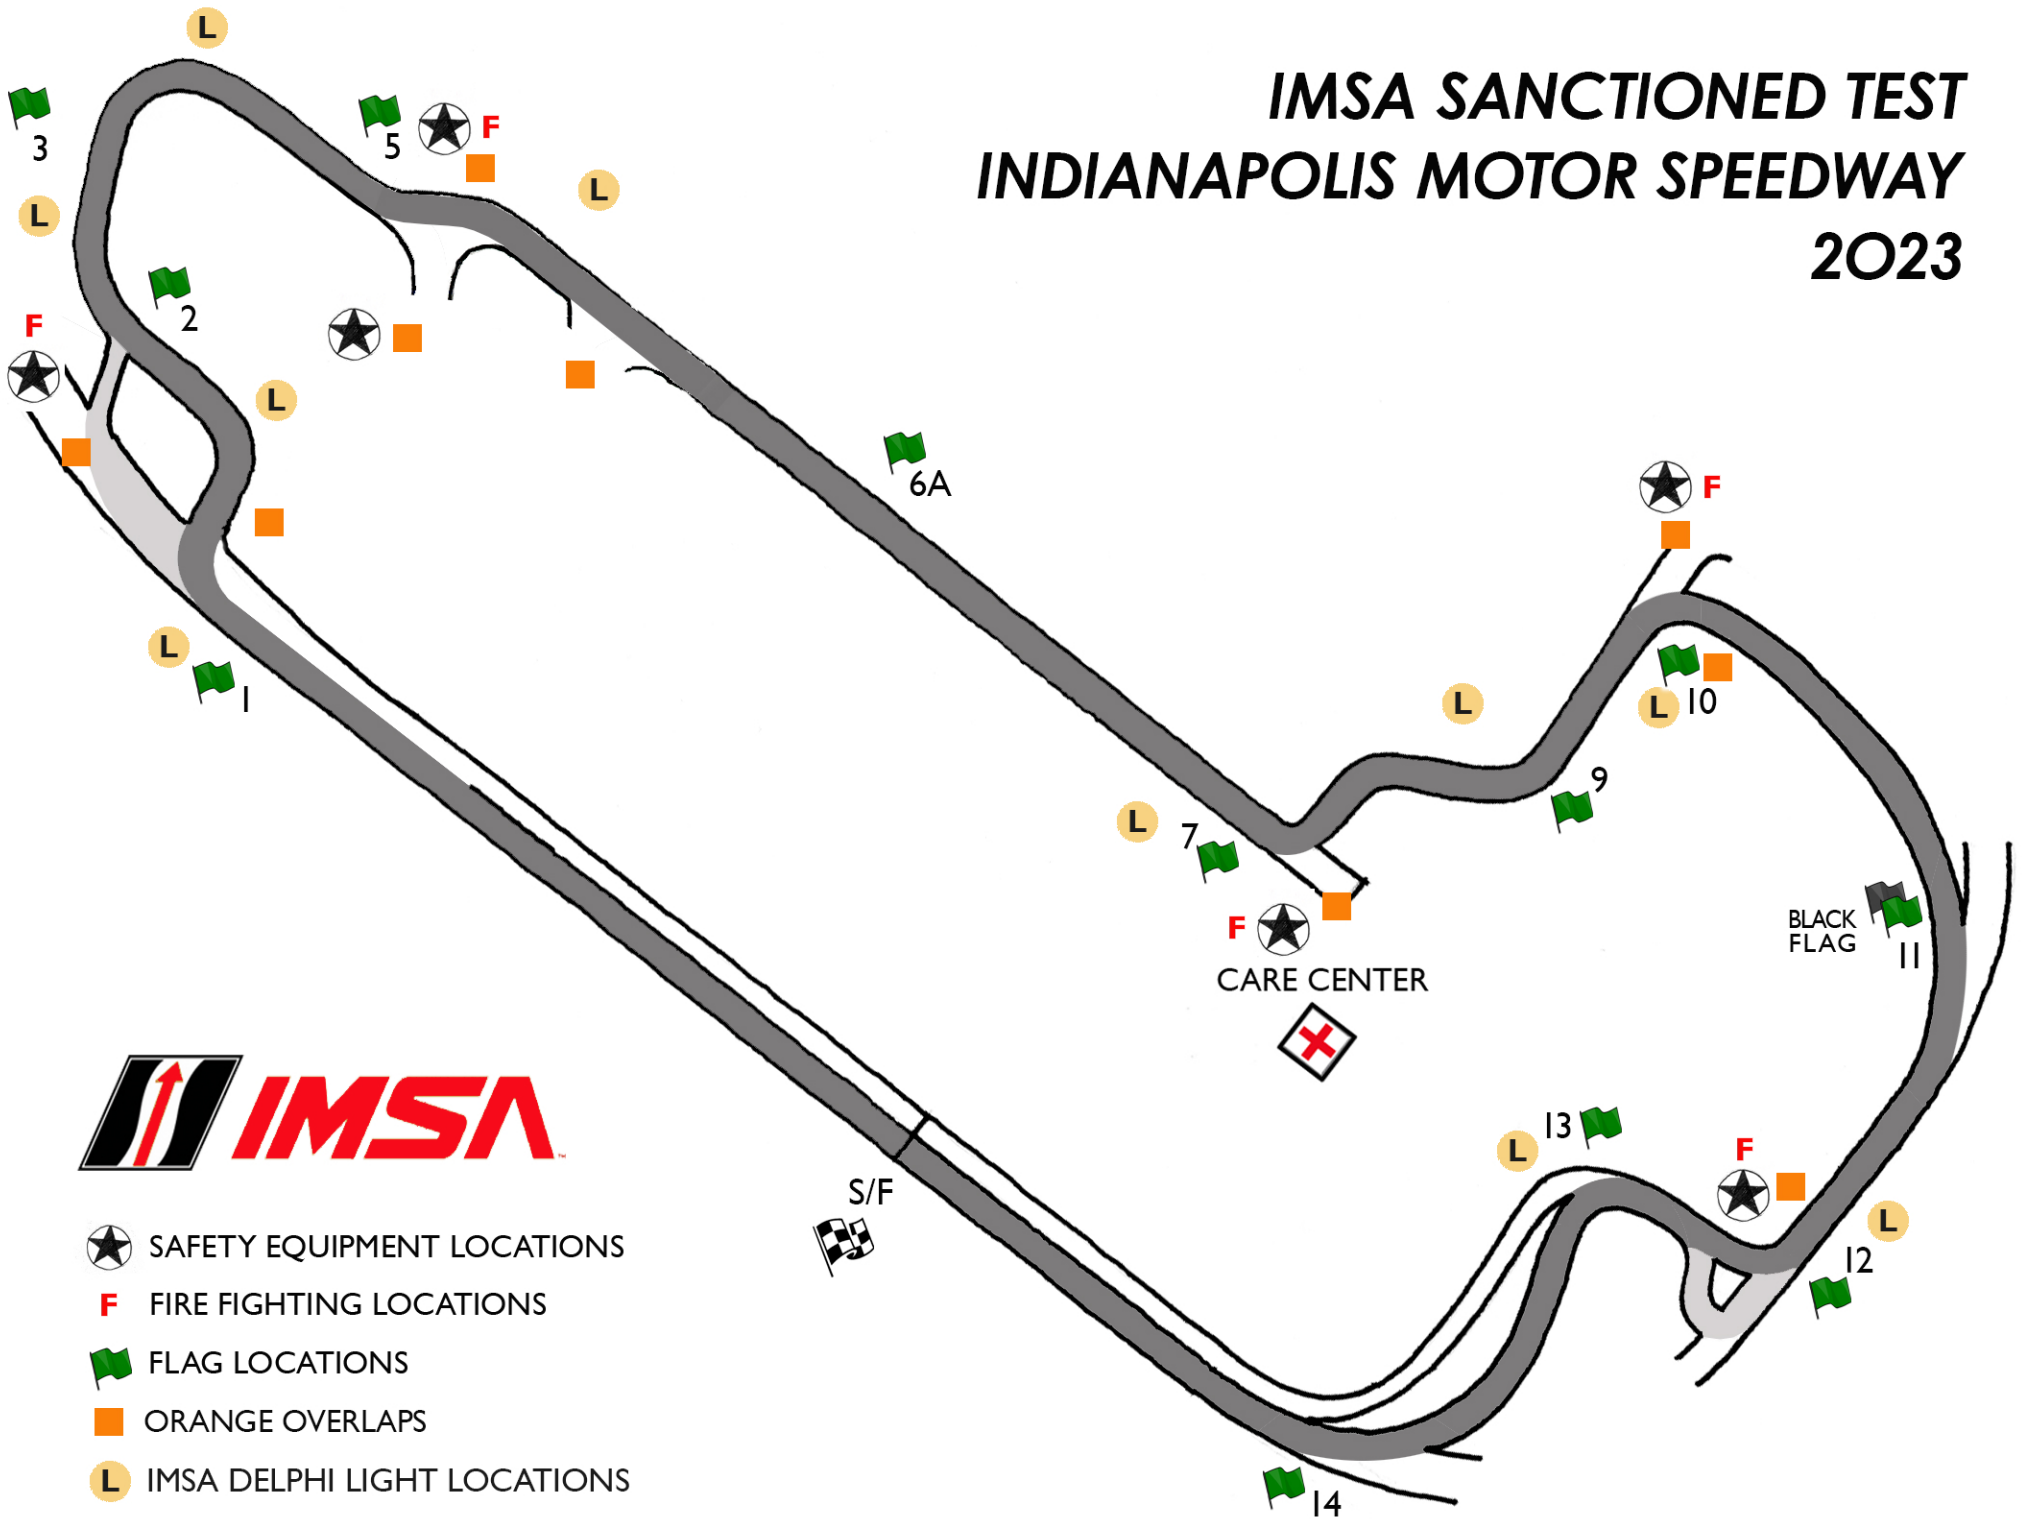 IMSA SANCTIONED TEST
INDIANAPOLIS MOTOR SPEEDWAY
2023
L
3
5
F
L
L
2
F
L
6A
F
L
1
L
L
10
7
L
9
F
CARE CENTER
BLACK
FLAG
11
13
L
F
L
12
S/F
14
IMSA
SAFETY EQUIPMENT LOCATIONS
F FIRE FIGHTING LOCATIONS
FLAG LOCATIONS
ORANGE OVERLAPS
L IMSA DELPHI LIGHT LOCATIONS